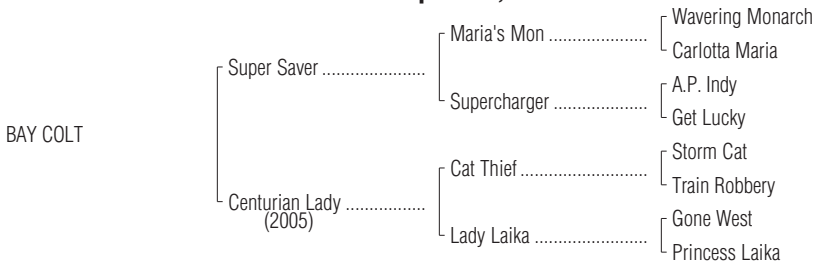 Wavering Monarch
Maria's Mon ......................
Carlotta Maria
Super Saver ......................
A.P. Indy
Supercharger .....................
Get Lucky
BAY COLT
Storm Cat
Cat Thief ............................
Train Robbery
Centurian Lady .................
(2005)
Gone West
Lady Laika .........................
Princess Laika